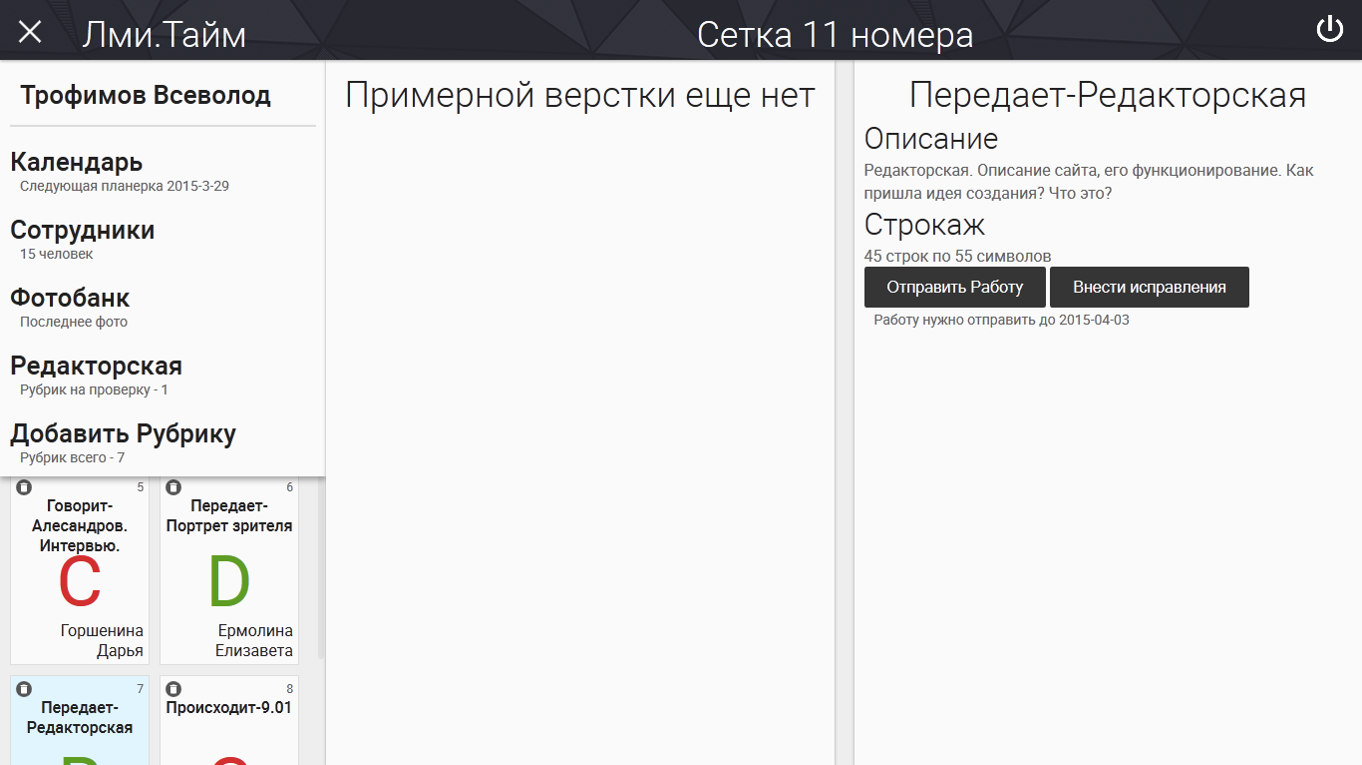 Лми.Тайм
Сетка 11 номера
Трофимов Всеволод
Календарь
Следующая планерка 2015-3-29
Сотрудники
15 человек
Фотобанк
Последнее фото
Редакторская
Рубрик на проверку - 1
Добавить Рубрику
Рубрик всего - 7
5
Говорит-
Алесандров.
Интервью.
C
Горшенина
Дарья
6
Передает-
Портрет зрителя
D
Ермолина
Елизавета
7
Передает-
Редакторская
8
Происходит-9.01
Примерной верстки еще нет
Передает-Редакторская
Описание
Редакторская. Описание сайта, его функционирование. Как
пришла идея создания? Что это?
Строкаж
45 строк по 55 символов
Отправить Работу
Внести исправления
Работу нужно отправить до 2015-04-03